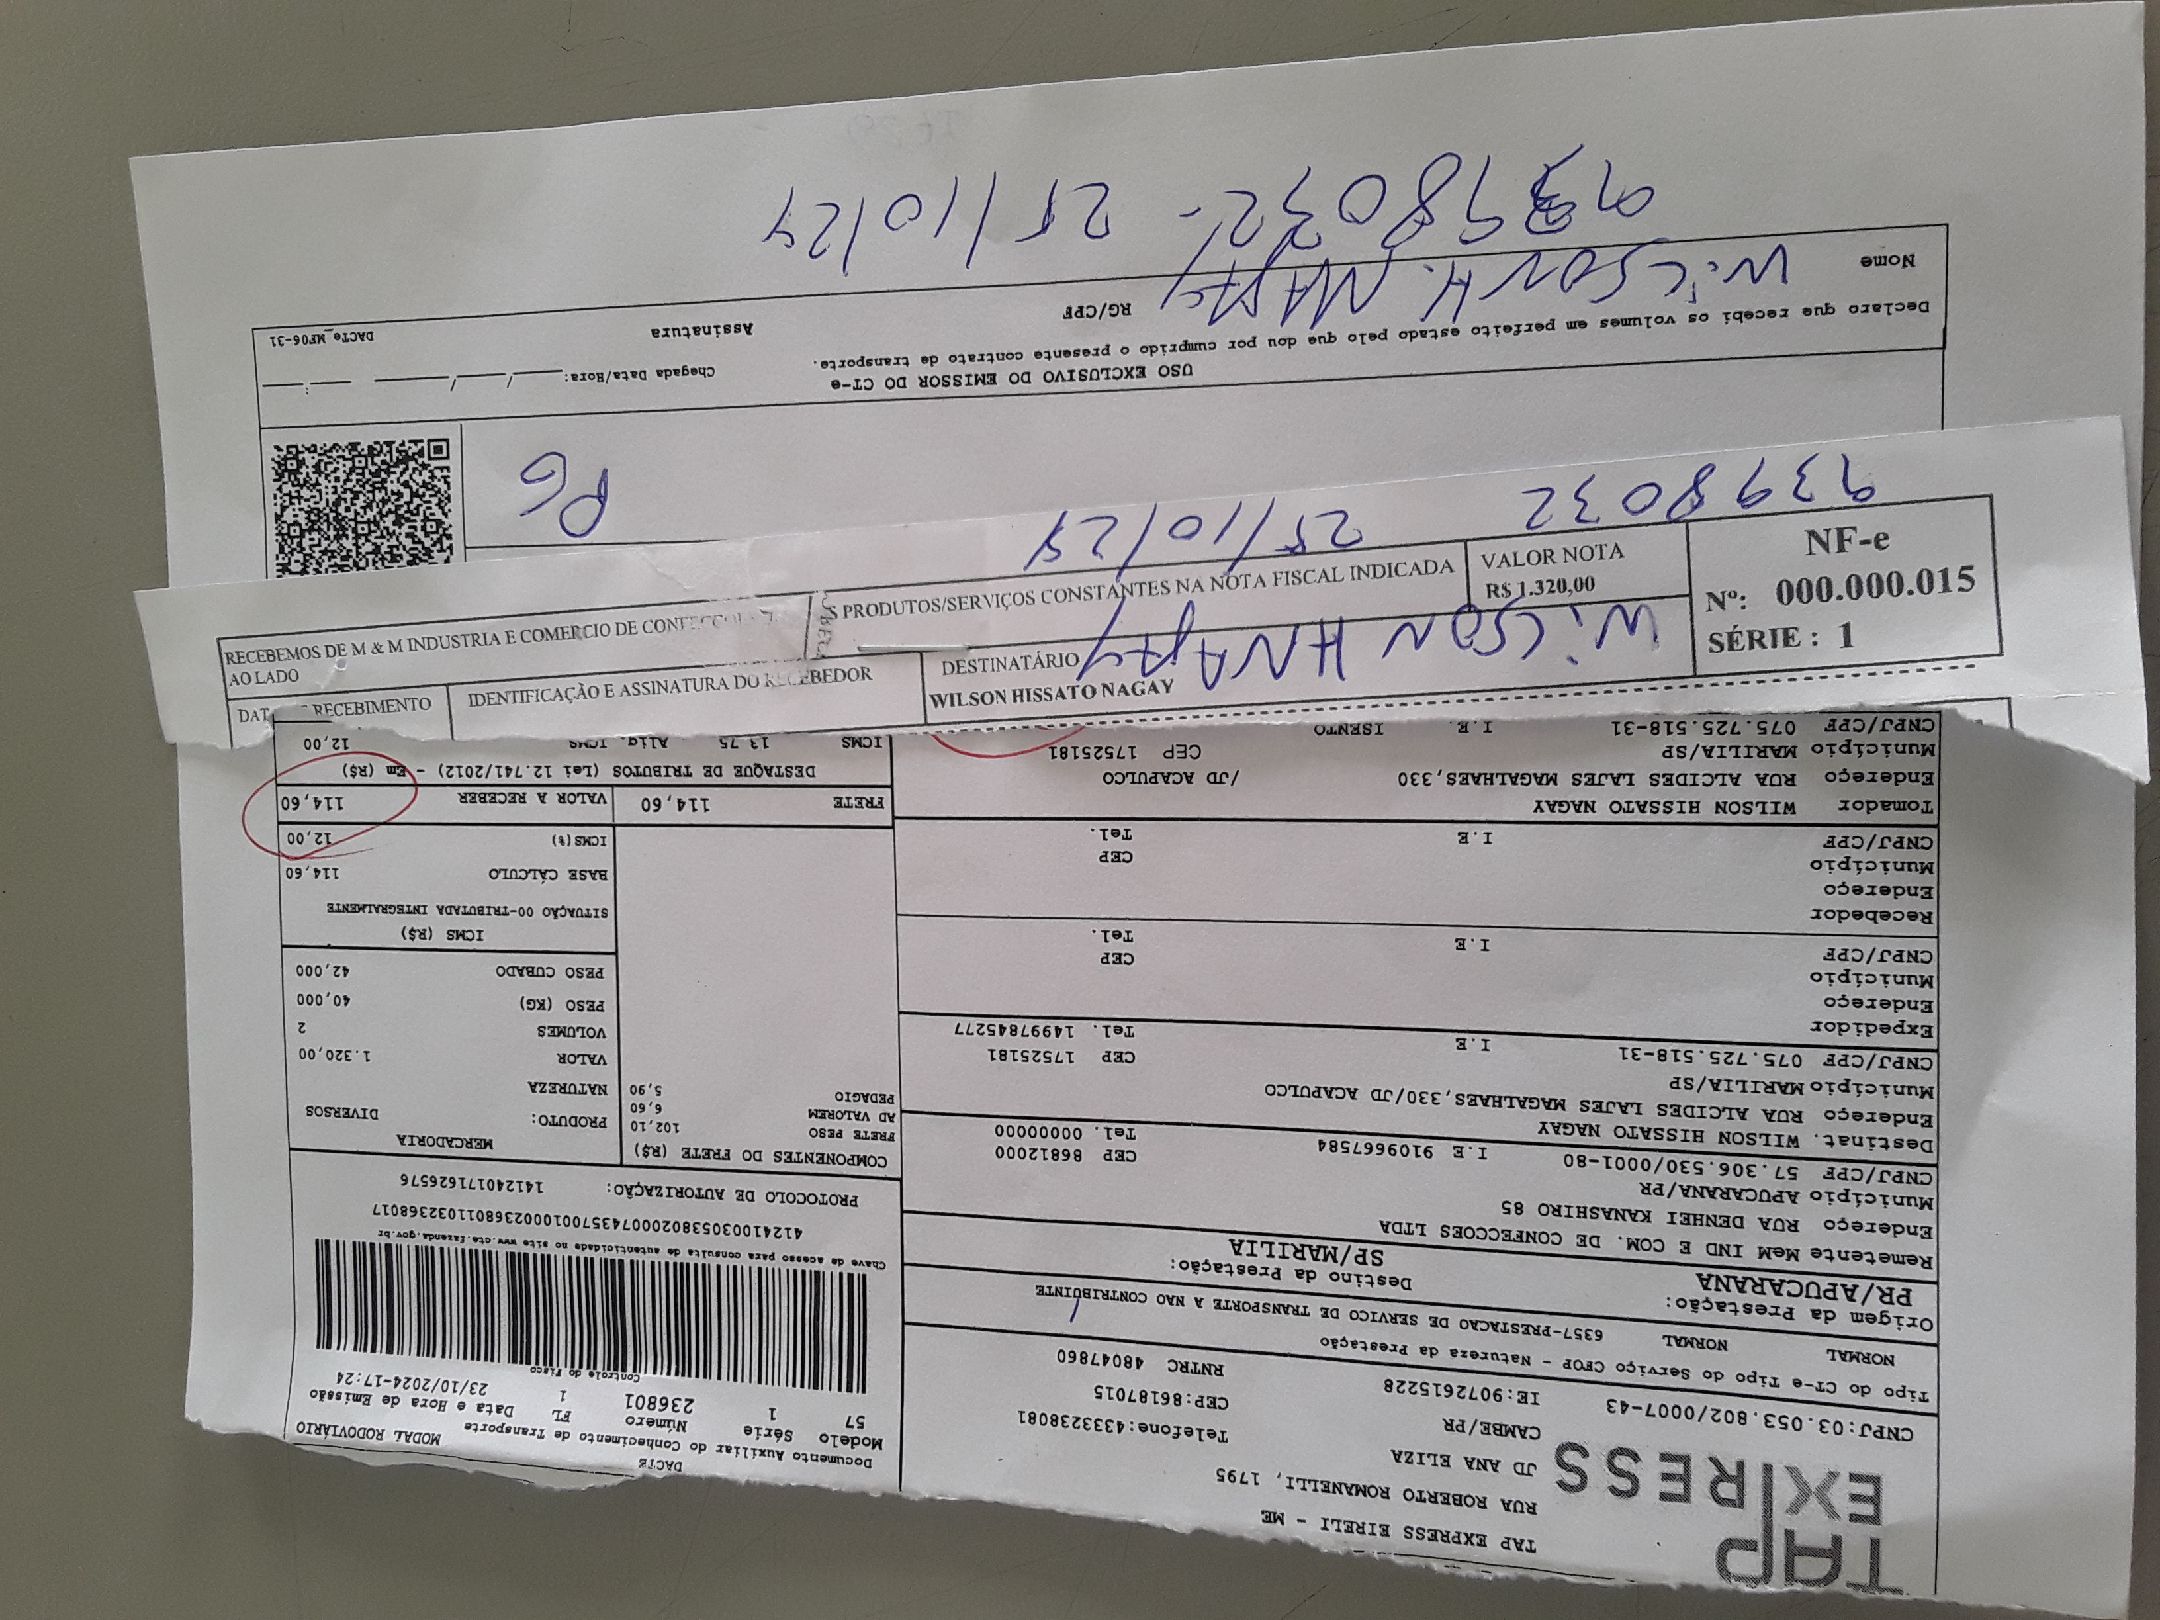 TAP
EXPRESS
TAP EXPRESS EIRELI - ME
RUA ROBERTO ROMANELLI, 1795
JD ANA ELIZA
CAMBE/PR
Telefone:4333238081
CNPJ:03.053.802/0007-43
IE:9072615228
CEP:86187015
RNTRC 48047860
DACTE
Documento Auxiliar do Conhecimento de Transporte
MODAL RODOVIÁRIO
Modelo Série Número FL Data e Hora de Emissão
57 1 236801 1 23/10/2024-17:24
Controle do Fisco
Chave de acesso para consulta de autenticidade no site www.cte.fazenda.gov.br
PROTOCOLO DE AUTORIZAÇÃO: 141240171626576
Tipo do CT-e Tipo do Serviço CFOP - Natureza da Prestação
NORMAL NORMAL 6357-PRESTACAO DE SERVICO DE TRANSPORTE A NAO CONTRIBUINTE
Origem da Prestação: Destino da Prestação:
PR/APUCARANA SP/MARILIA
Remetente MeM IND E COM. DE CONFECCOES LTDA
Endereço RUA DENHEI KANASHIRO 85
Município APUCARANA/PR CEP 86812000
CNPJ/CPF 57.306.530/0001-80 I.E 9109667584 Tel. 00000000
Destinat. WILSON HISSATO NAGAY
Endereço RUA ALCIDES LAJES MAGALHAES,330/JD ACAPULCO
Município MARILIA/SP CEP 17525181
CNPJ/CPF 075.725.518-31 I.E Tel. 14997845277
Expedidor
Endereço
Município CEP
CNPJ/CPF I.E Tel.
Recebedor
Endereço
Município CEP
CNPJ/CPF I.E Tel.
Tomador WILSON HISSATO NAGAY
Endereço RUA ALCIDES LAJES MAGALHAES,330 /JD ACAPULCO
Município MARILIA/SP CEP 17525181
CNPJ/CPF 075.725.518-31 I.E. ISENTO
COMPONENTES DO FRETE (R$)
FRETE PESO 102,10
AD VALOREM 6,60
PEDAGIO 5,90
FRETE 114,60
MERCADORIA
PRODUTO: DIVERSOS
NATUREZA
VALOR 1.320,00
VOLUMES 2
PESO (KG) 40,000
PESO CUBADO 42,000
ICMS (R$)
SITUAÇÃO 00-TRIBUTADA INTEGRALMENTE
BASE CÁLCULO 114,60
ICMS(%) 12,00
VALOR A RECEBER 114,60
DESTAQUE DE TRIBUTOS (Lei 12.741/2012) - Em (R$)
ICMS 13,75 Aliq. ICMS 12,00
RECEBEMOS DE M & M INDUSTRIA E COMERCIO DE
S PRODUTOS/SERVIÇOS CONSTANTES NA NOTA FISCAL INDICADA
AO LADO
IDENTIFICAÇÃO E ASSINATURA DO RECEBEDOR
RECEBIMENTO
DESTINATÁRIO
WILSON HISSATO NAGAY
VALOR NOTA
R$ 1.320,00
NF-e
Nº: 000.000.015
SÉRIE : 1
WILSON H NAGAY
9398032 25/10/24
PG
USO EXCLUSIVO DO EMISSOR DO CT-e
Declaro que recebi os volumes em perfeito estado pelo que dou por cumprido o presente contrato de transporte.
Chegada Data/Hora: ___/___/___ ___:___
Nome RG/CPF Assinatura DACTe_MF06-31
WILSON H. NAGAY
98032 - 25/10/24